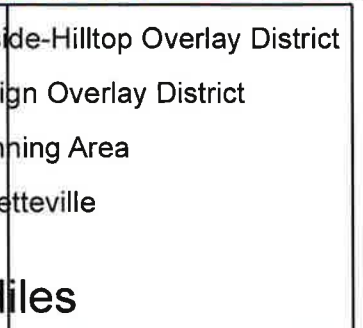 ide-Hilltop Overlay District
ign Overlay District
ning Area
etteville
iles